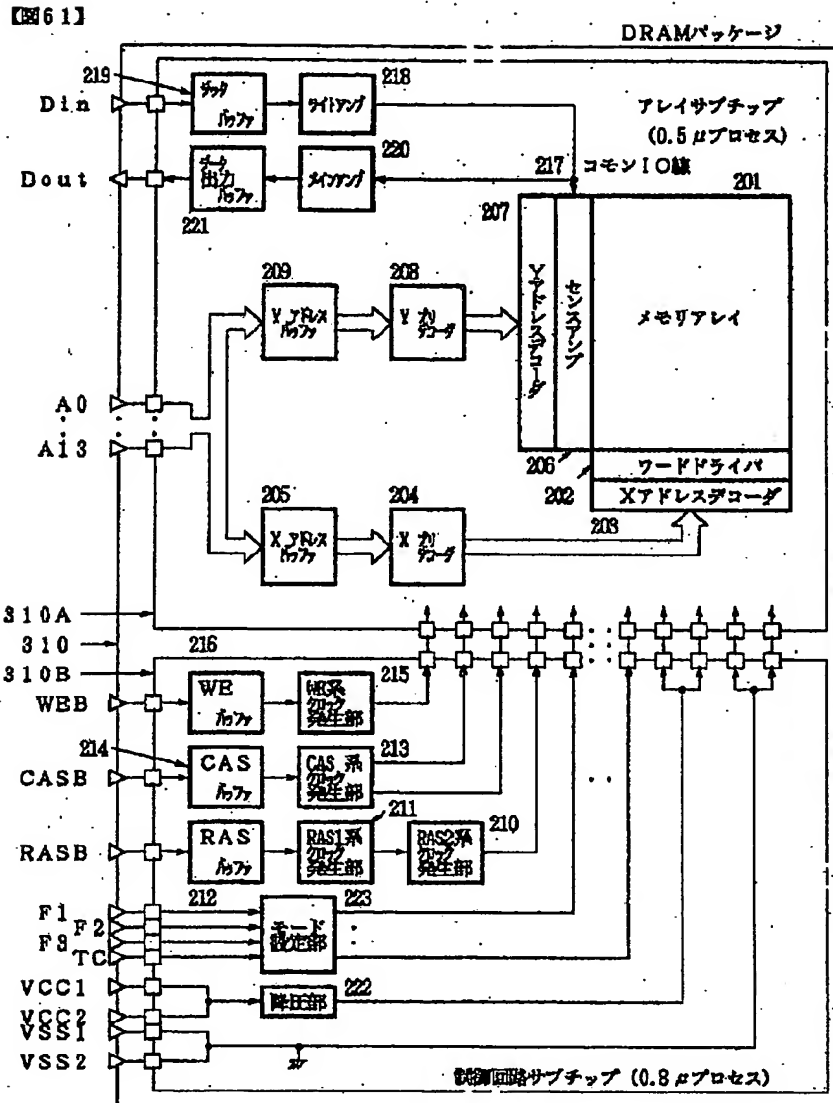 【図61】
DRAMパッケージ
219
218
Din
データ
バッファ
ライトアンプ
アレイサブチップ
(0.5μプロセス)
220
217
コモンIO線
Dout
データ
出力
バッファ
メインアンプ
201
207
221
Yアドレスデコーダ
センスアンプ
メモリアレイ
209
208
Y アドレス
バッファ
Y プリ
デコーダ
A0
A13
206
ワードドライバ
202
Xアドレスデコーダ
205
204
203
X アドレス
バッファ
X プリ
デコーダ
310A
310
216
310B
215
WEB
WE
バッファ
WE系
クロック
発生部
214
213
CASB
CAS
バッファ
CAS系
クロック
発生部
211
210
RASB
RAS
バッファ
RAS1系
クロック
発生部
RAS2系
クロック
発生部
212
223
F1
F2
F3
TC
モード
設定部
VCC1
222
降圧部
VCC2
VSS1
VSS2
制御回路サブチップ (0.8μプロセス)